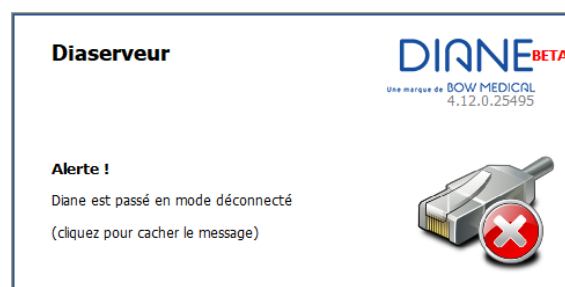 Diaserveur
DIANE BETA
Une marque de BOW MEDICAL
4.12.0.25495
Alerte !
Diane est passé en mode déconnecté
(cliquez pour cacher le message)